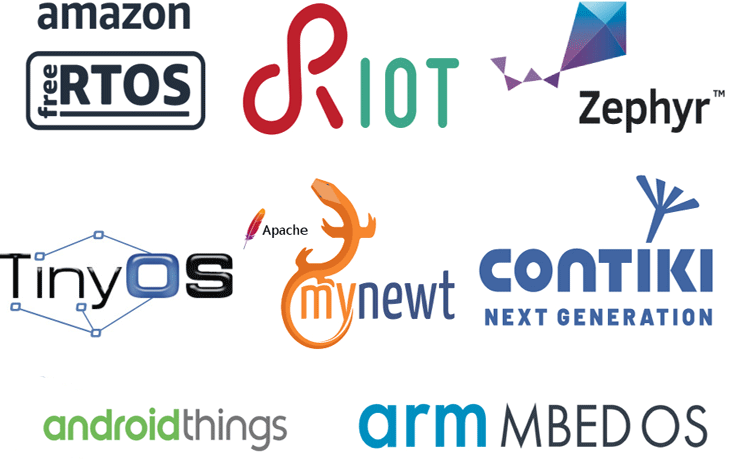 amazon
free RTOS
RIOT
Zephyr™
TinyOS
Apache
mynewt
CONTIKI
NEXT GENERATION
androidthings
arm MBED OS